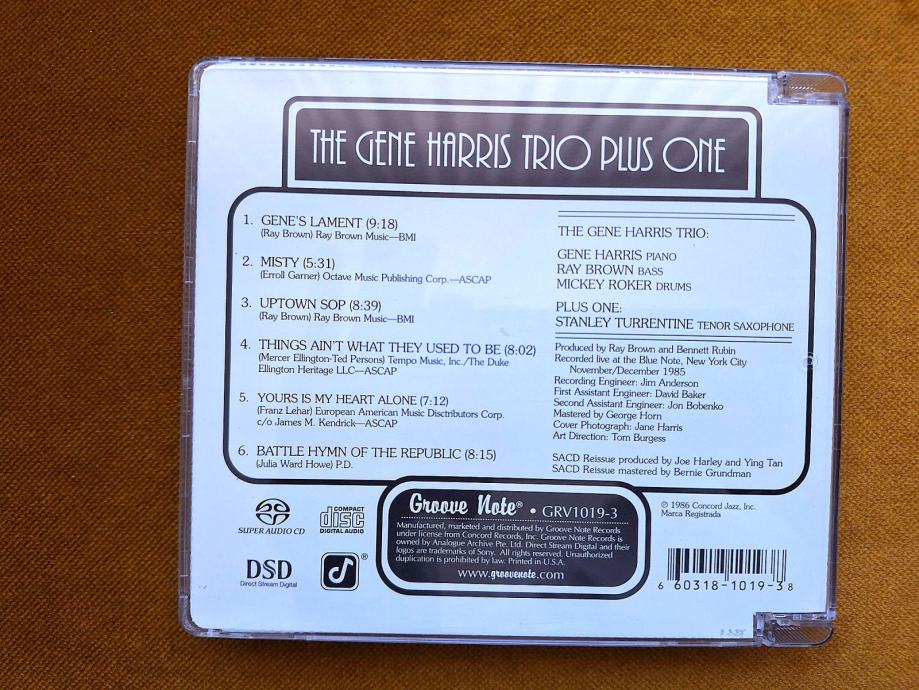 THE GENE HARRIS TRIO PLUS ONE
1. GENE'S LAMENT (9:18)
(Ray Brown) Ray Brown Music—BMI
2. MISTY (5:31)
(Erroll Garner) Octave Music Publishing Corp.—ASCAP
3. UPTOWN SOP (8:39)
(Ray Brown) Ray Brown Music—BMI
4. THINGS AIN'T WHAT THEY USED TO BE (8:02)
(Mercer Ellington-Ted Persons) Tempo Music, Inc./The Duke
Ellington Heritage LLC—ASCAP
5. YOURS IS MY HEART ALONE (7:12)
(Franz Lehar) European American Music Disctributors Corp.
c/o James M. Kendrick—ASCAP
6. BATTLE HYMN OF THE REPUBLIC (8:15)
(Julia Ward Howe) P.D.
THE GENE HARRIS TRIO:
GENE HARRIS PIANO
RAY BROWN BASS
MICKEY ROKER DRUMS
PLUS ONE:
STANLEY TURRENTINE TENOR SAXOPHONE
Produced by Ray Brown and Bennett Rubin
Recorded live at the Blue Note, New York City
November/December 1985
Recording Engineer: Jim Anderson
First Assistant Engineer: David Baker
Second Assistant Engineer: Jon Bobenko
Mastered by George Horn
Cover Photograph: Jane Harris
Art Direction: Tom Burgess
SACD Reissue produced by Joe Harley and Ying Tan
SACD Reissue mastered by Bernie Grundman
SUPER AUDIO CD
COMPACT
disc
DIGITAL AUDIO
DSD
Direct Stream Digital
®
Groove Note® • GRV1019-3
Manufactured, marketed and distributed by Groove Note Records
under license from Concord Records, Inc. Groove Note Records is
owned by Analogue Archive Pte. Ltd. Direct Stream Digital and their
logos are trademarks of Sony. All rights reserved. Unauthorized
duplication is prohibited by law. Printed in U.S.A.
www.groovenote.com
℗ 1986 Concord Jazz, Inc.
Marca Registrada
6 60318-1019-3 8